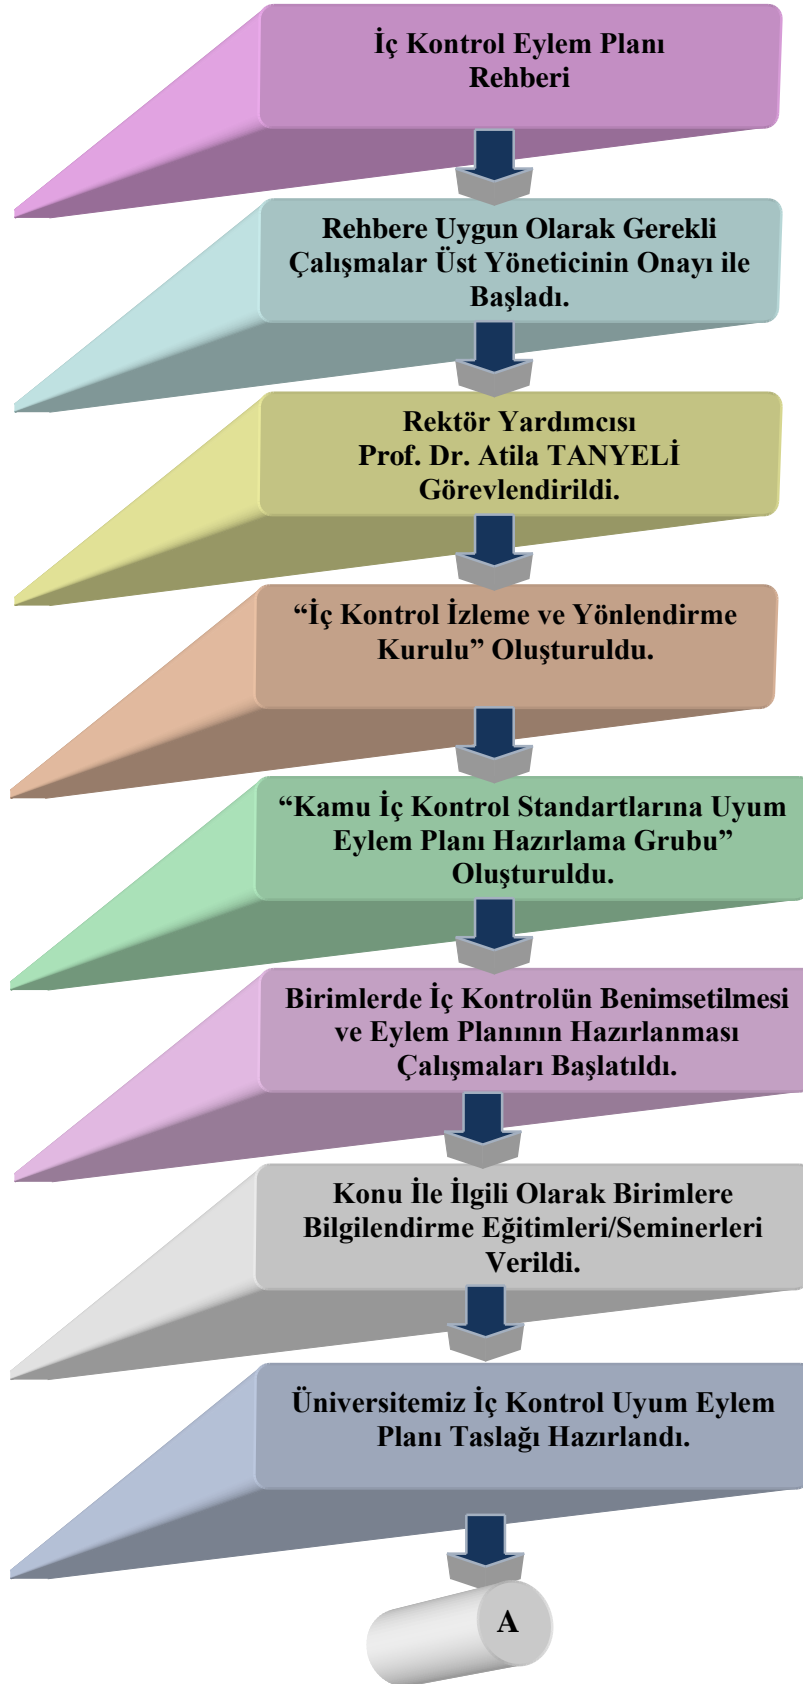 İç Kontrol Eylem Planı
Rehberi
Rehbere Uygun Olarak Gerekli
Çalışmalar Üst Yöneticinin Onayı ile
Başladı.
Rektör Yardımcısı
Prof. Dr. Atila TANYELİ
Görevlendirildi.
“İç Kontrol İzleme ve Yönlendirme
Kurulu” Oluşturuldu.
“Kamu İç Kontrol Standartlarına Uyum
Eylem Planı Hazırlama Grubu”
Oluşturuldu.
Birimlerde İç Kontrolün Benimsetilmesi
ve Eylem Planının Hazırlanması
Çalışmaları Başlatıldı.
Konu İle İlgili Olarak Birimlere
Bilgilendirme Eğitimleri/Seminerleri
Verildi.
Üniversitemiz İç Kontrol Uyum Eylem
Planı Taslağı Hazırlandı.
A